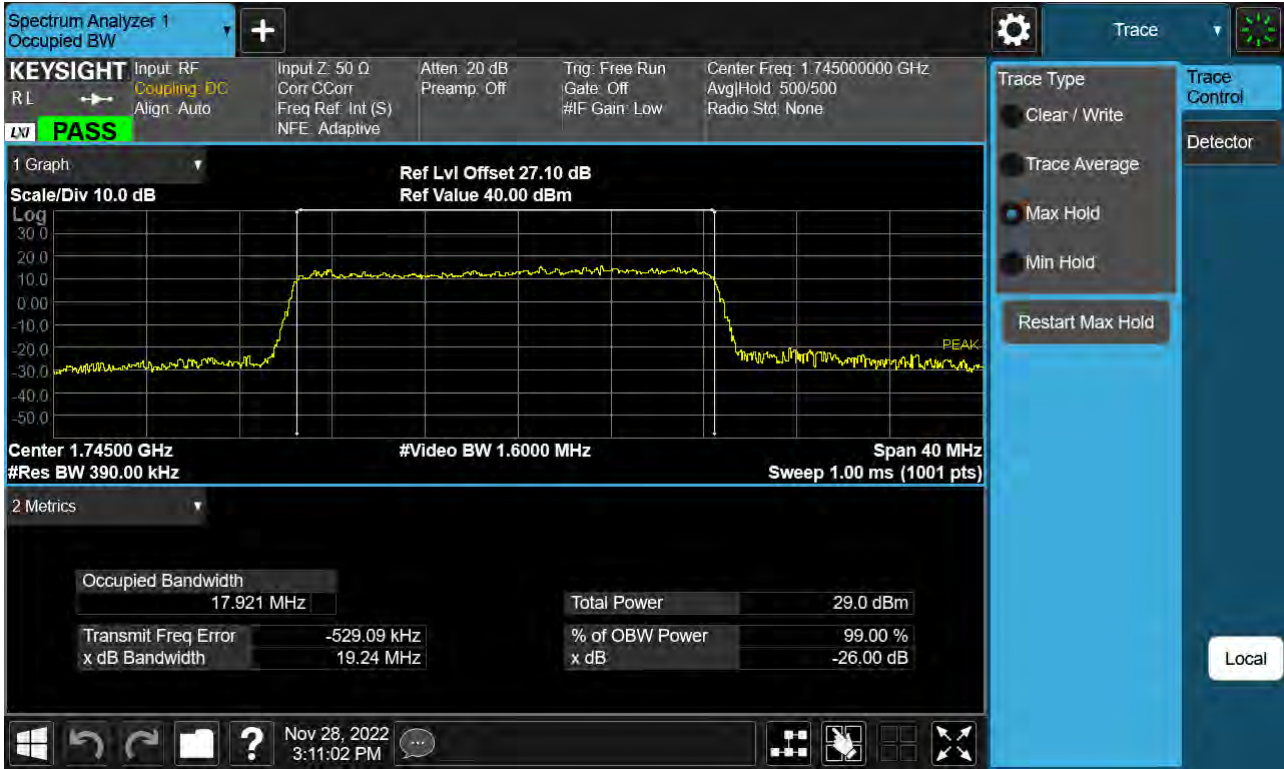 Spectrum Analyzer 1
Occupied BW
+
Trace
KEYSIGHT
R L
LXI PASS
Input: RF
Coupling: DC
Align: Auto
Input Z: 50 Ω
Corr CCorr
Freq Ref: Int (S)
NFE: Adaptive
Atten: 20 dB
Preamp: Off
Trig: Free Run
Gate: Off
#IF Gain: Low
Center Freq: 1.745000000 GHz
Avg|Hold: 500/500
Radio Std: None
1 Graph
Scale/Div 10.0 dB
Ref Lvl Offset 27.10 dB
Ref Value 40.00 dBm
Log
30.0
20.0
10.0
0.00
-10.0
-20.0
-30.0
-40.0
-50.0
PEAK
Center 1.74500 GHz
#Video BW 1.6000 MHz
Span 40 MHz
#Res BW 390.00 kHz
Sweep 1.00 ms (1001 pts)
2 Metrics
Occupied Bandwidth
17.921 MHz
Transmit Freq Error -529.09 kHz
x dB Bandwidth 19.24 MHz
Total Power 29.0 dBm
% of OBW Power 99.00 %
x dB -26.00 dB
Trace Type
Clear / Write
Trace Average
Max Hold
Min Hold
Restart Max Hold
Trace
Control
Detector
Local
?
Nov 28, 2022
3:11:02 PM